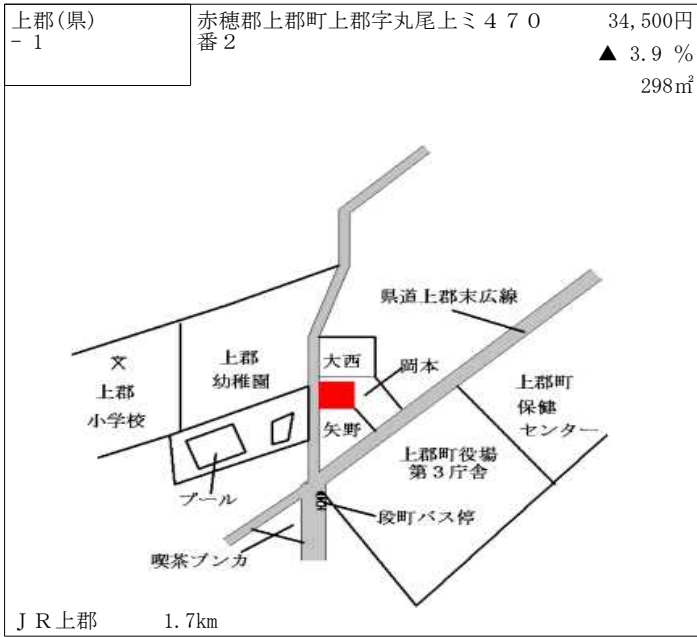 上郡(県)
- 1
赤穂郡上郡町上郡字丸尾上ミ４７０
番２
34,500円
▲ 3.9 %
298㎡
県道上郡末広線
大西
岡本
上郡
幼稚園
文
上郡
小学校
矢野
上郡町
保健
センター
上郡町役場
第３庁舎
プール
段町バス停
喫茶ブンカ
ＪＲ上郡 1.7km